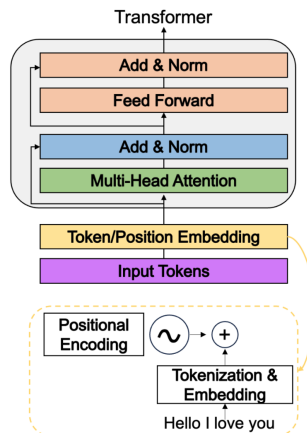 Transformer
Add & Norm
Feed Forward
Add & Norm
Multi-Head Attention
Token/Position Embedding
Input Tokens
Positional
Encoding
+
Tokenization &
Embedding
Hello I love you